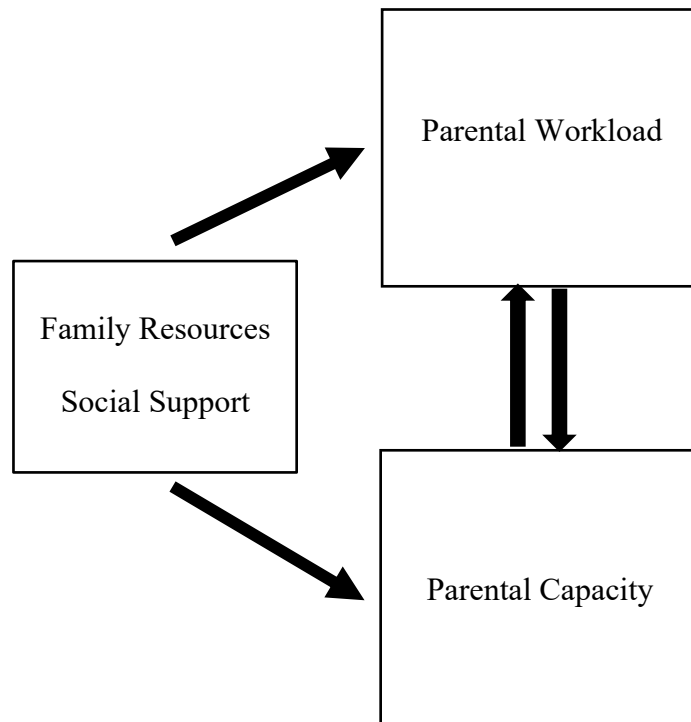 Parental Workload
Family Resources
Social Support
Parental Capacity